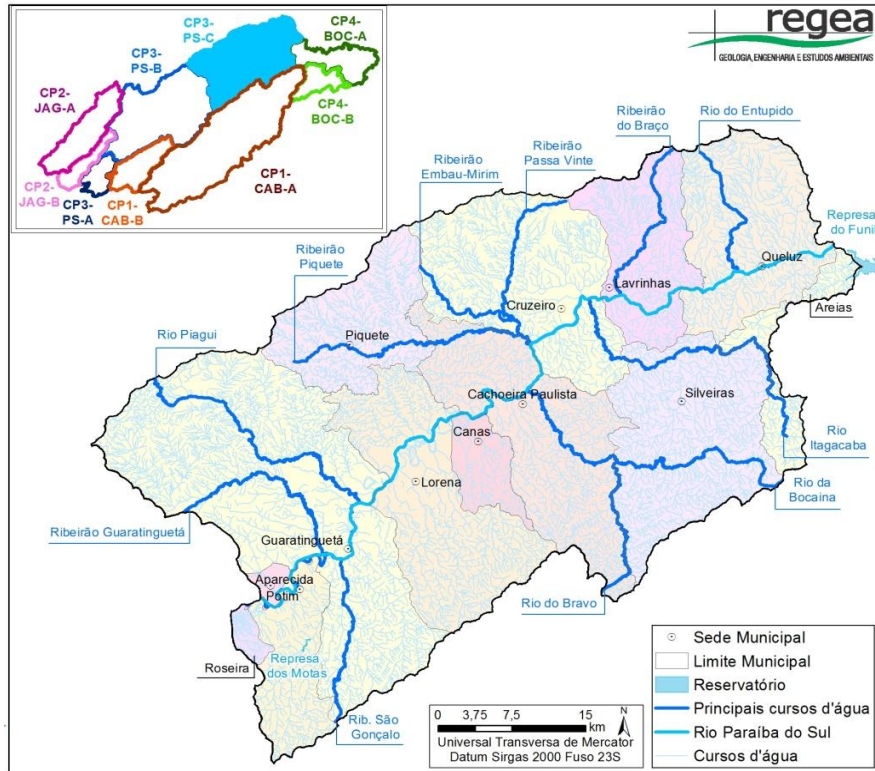 CP3-
PS-C
CP4-
BOC-A
CP3-
PS-B
CP2-
JAG-A
CP4-
BOC-B
CP1-
CAB-A
CP2-
JAG-B
CP3-
PS-A
CP1-
CAB-B
regea
GEOLOGIA, ENGENHARIA E ESTUDOS AMBIENTAIS
Ribeirão
do Braço
Rio do Entupido
Ribeirão
Passa Vinte
Ribeirão
Embau-Mirim
Represa
do Funil
Ribeirão
Piquete
Queluz
Lavrinhas
Areias
Cruzeiro
Rio Piagui
Piquete
Silveiras
Cachoeira Paulista
Canas
Rio
Itagacaba
Lorena
Rio da
Bocaina
Ribeirão Guaratinguetá
Guaratinguetá
Aparecida
Potim
Rio do Bravo
Roseira
Represa
dos Motas
Rib. São
Gonçalo
0 3,75 7,5 15
km
N
Universal Transversa de Mercator
Datum Sirgas 2000 Fuso 23S
Sede Municipal
Limite Municipal
Reservatório
Principais cursos d'água
Rio Paraíba do Sul
Cursos d'água